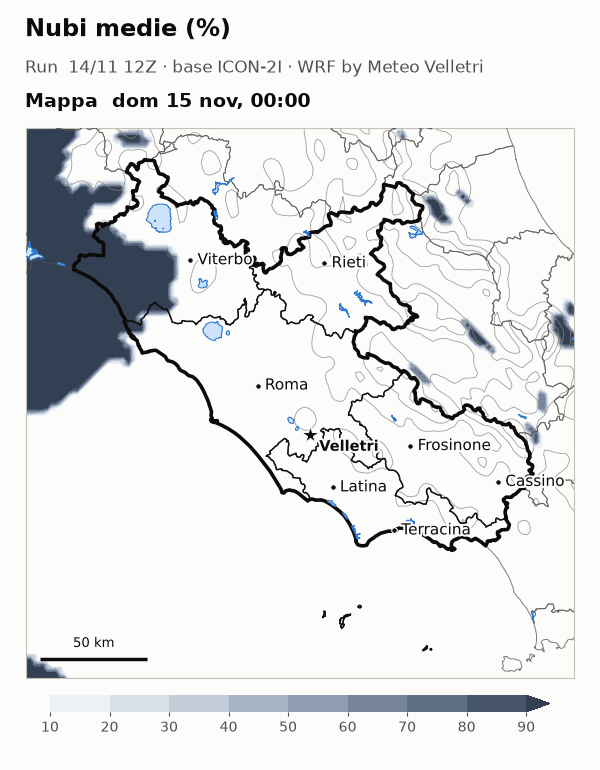 Nubi medie (%)
Run 14/11 12Z · base ICON-2I · WRF by Meteo Velletri
Mappa dom 15 nov, 00:00
Viterbo
Rieti
Roma
Velletri
Frosinone
Cassino
Latina
Terracina
50 km
10 20 30 40 50 60 70 80 90